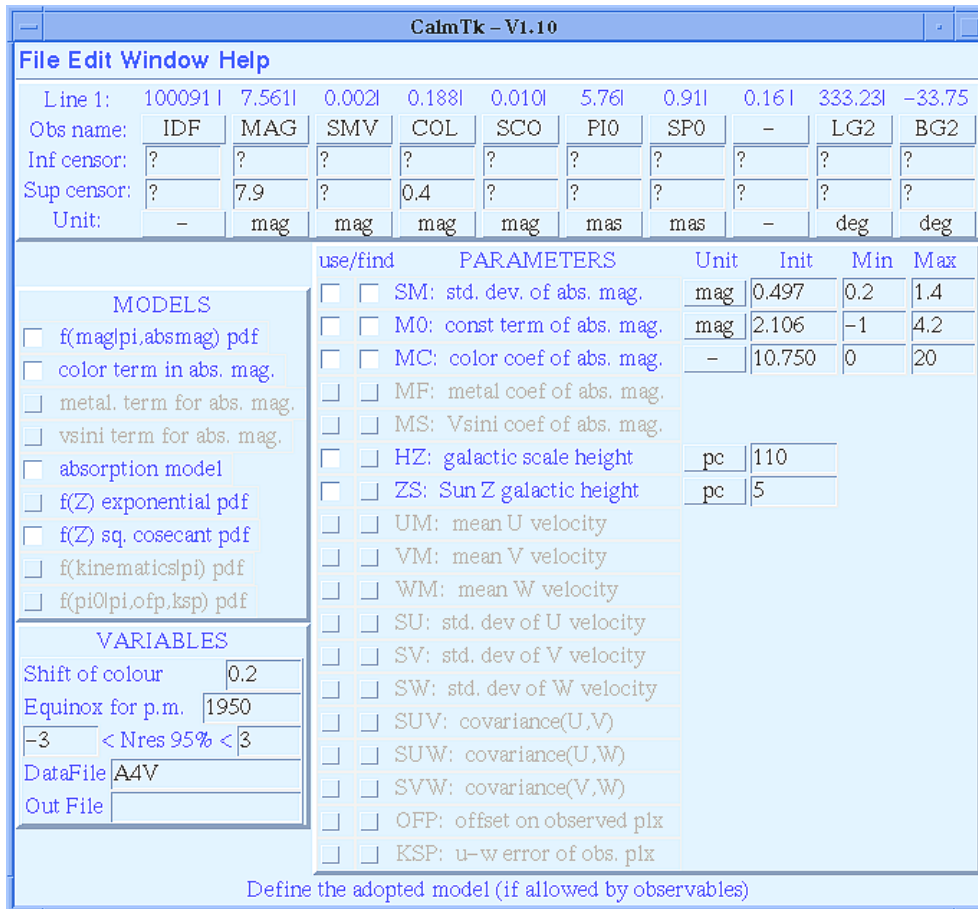 CalmTk – V1.10
File Edit Window Help
Line 1: 100091| 7.561| 0.002| 0.188| 0.010| 5.76| 0.91| 0.16| 333.23| −33.75
Obs name: IDF MAG SMV COL SCO PI0 SP0 – LG2 BG2
Inf censor: ? ? ? ? ? ? ? ? ? ?
Sup censor: ? 7.9 ? 0.4 ? ? ? ? ? ?
Unit: – mag mag mag mag mas mas – deg deg
MODELS
f(mag|pi,absmag) pdf
color term in abs. mag.
metal. term for abs. mag.
vsini term for abs. mag.
absorption model
f(Z) exponential pdf
f(Z) sq. cosecant pdf
f(kinematics|pi) pdf
f(pi0|pi,ofp,ksp) pdf
VARIABLES
Shift of colour 0.2
Equinox for p.m. 1950
−3 < Nres 95% < 3
DataFile A4V
Out File
use/find PARAMETERS Unit Init Min Max
SM: std. dev. of abs. mag. mag 0.497 0.2 1.4
M0: const term of abs. mag. mag 2.106 −1 4.2
MC: color coef of abs. mag. – 10.750 0 20
MF: metal coef of abs. mag.
MS: Vsini coef of abs. mag.
HZ: galactic scale height pc 110
ZS: Sun Z galactic height pc 5
UM: mean U velocity
VM: mean V velocity
WM: mean W velocity
SU: std. dev of U velocity
SV: std. dev of V velocity
SW: std. dev of W velocity
SUV: covariance(U,V)
SUW: covariance(U,W)
SVW: covariance(V,W)
OFP: offset on observed plx
KSP: u−w error of obs. plx
Define the adopted model (if allowed by observables)